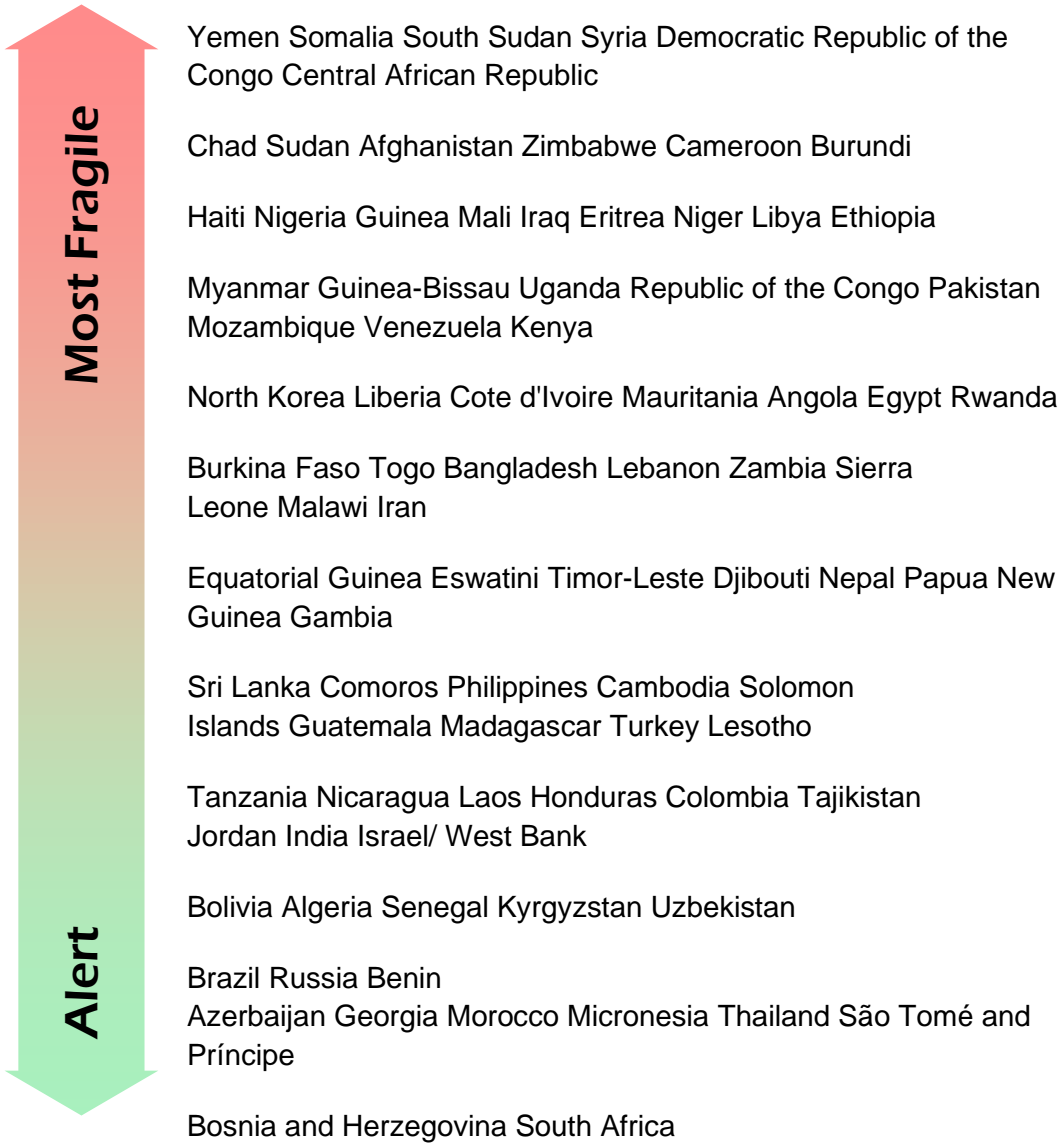 Most Fragile
Alert
Yemen Somalia South Sudan Syria Democratic Republic of the
Congo Central African Republic
Chad Sudan Afghanistan Zimbabwe Cameroon Burundi
Haiti Nigeria Guinea Mali Iraq Eritrea Niger Libya Ethiopia
Myanmar Guinea-Bissau Uganda Republic of the Congo Pakistan
Mozambique Venezuela Kenya
North Korea Liberia Cote d'Ivoire Mauritania Angola Egypt Rwanda
Burkina Faso Togo Bangladesh Lebanon Zambia Sierra
Leone Malawi Iran
Equatorial Guinea Eswatini Timor-Leste Djibouti Nepal Papua New
Guinea Gambia
Sri Lanka Comoros Philippines Cambodia Solomon
Islands Guatemala Madagascar Turkey Lesotho
Tanzania Nicaragua Laos Honduras Colombia Tajikistan
Jordan India Israel/ West Bank
Bolivia Algeria Senegal Kyrgyzstan Uzbekistan
Brazil Russia Benin
Azerbaijan Georgia Morocco Micronesia Thailand São Tomé and
Príncipe
Bosnia and Herzegovina South Africa